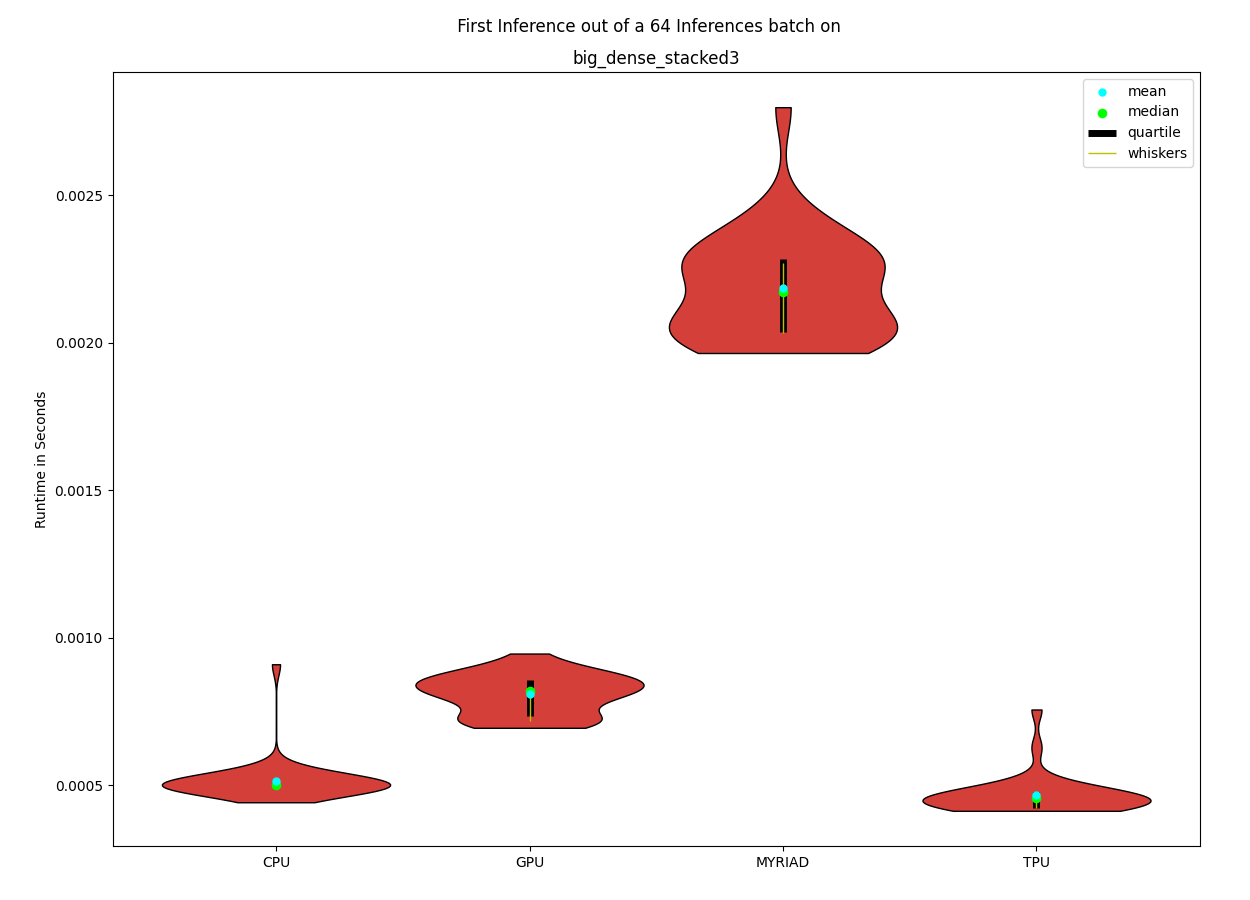 First Inference out of a 64 Inferences batch on
big_dense_stacked3
mean
median
quartile
whiskers
Runtime in Seconds
0.0025
0.0020
0.0015
0.0010
0.0005
CPU GPU MYRIAD TPU